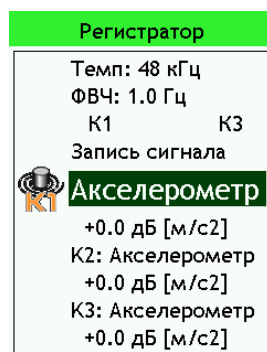 Регистратор
Темп: 48 кГц
ФВЧ: 1.0 Гц
К1 К3
Запись сигнала
К1 Акселерометр
+0.0 дБ [м/с2]
К2: Акселерометр
+0.0 дБ [м/с2]
К3: Акселерометр
+0.0 дБ [м/с2]